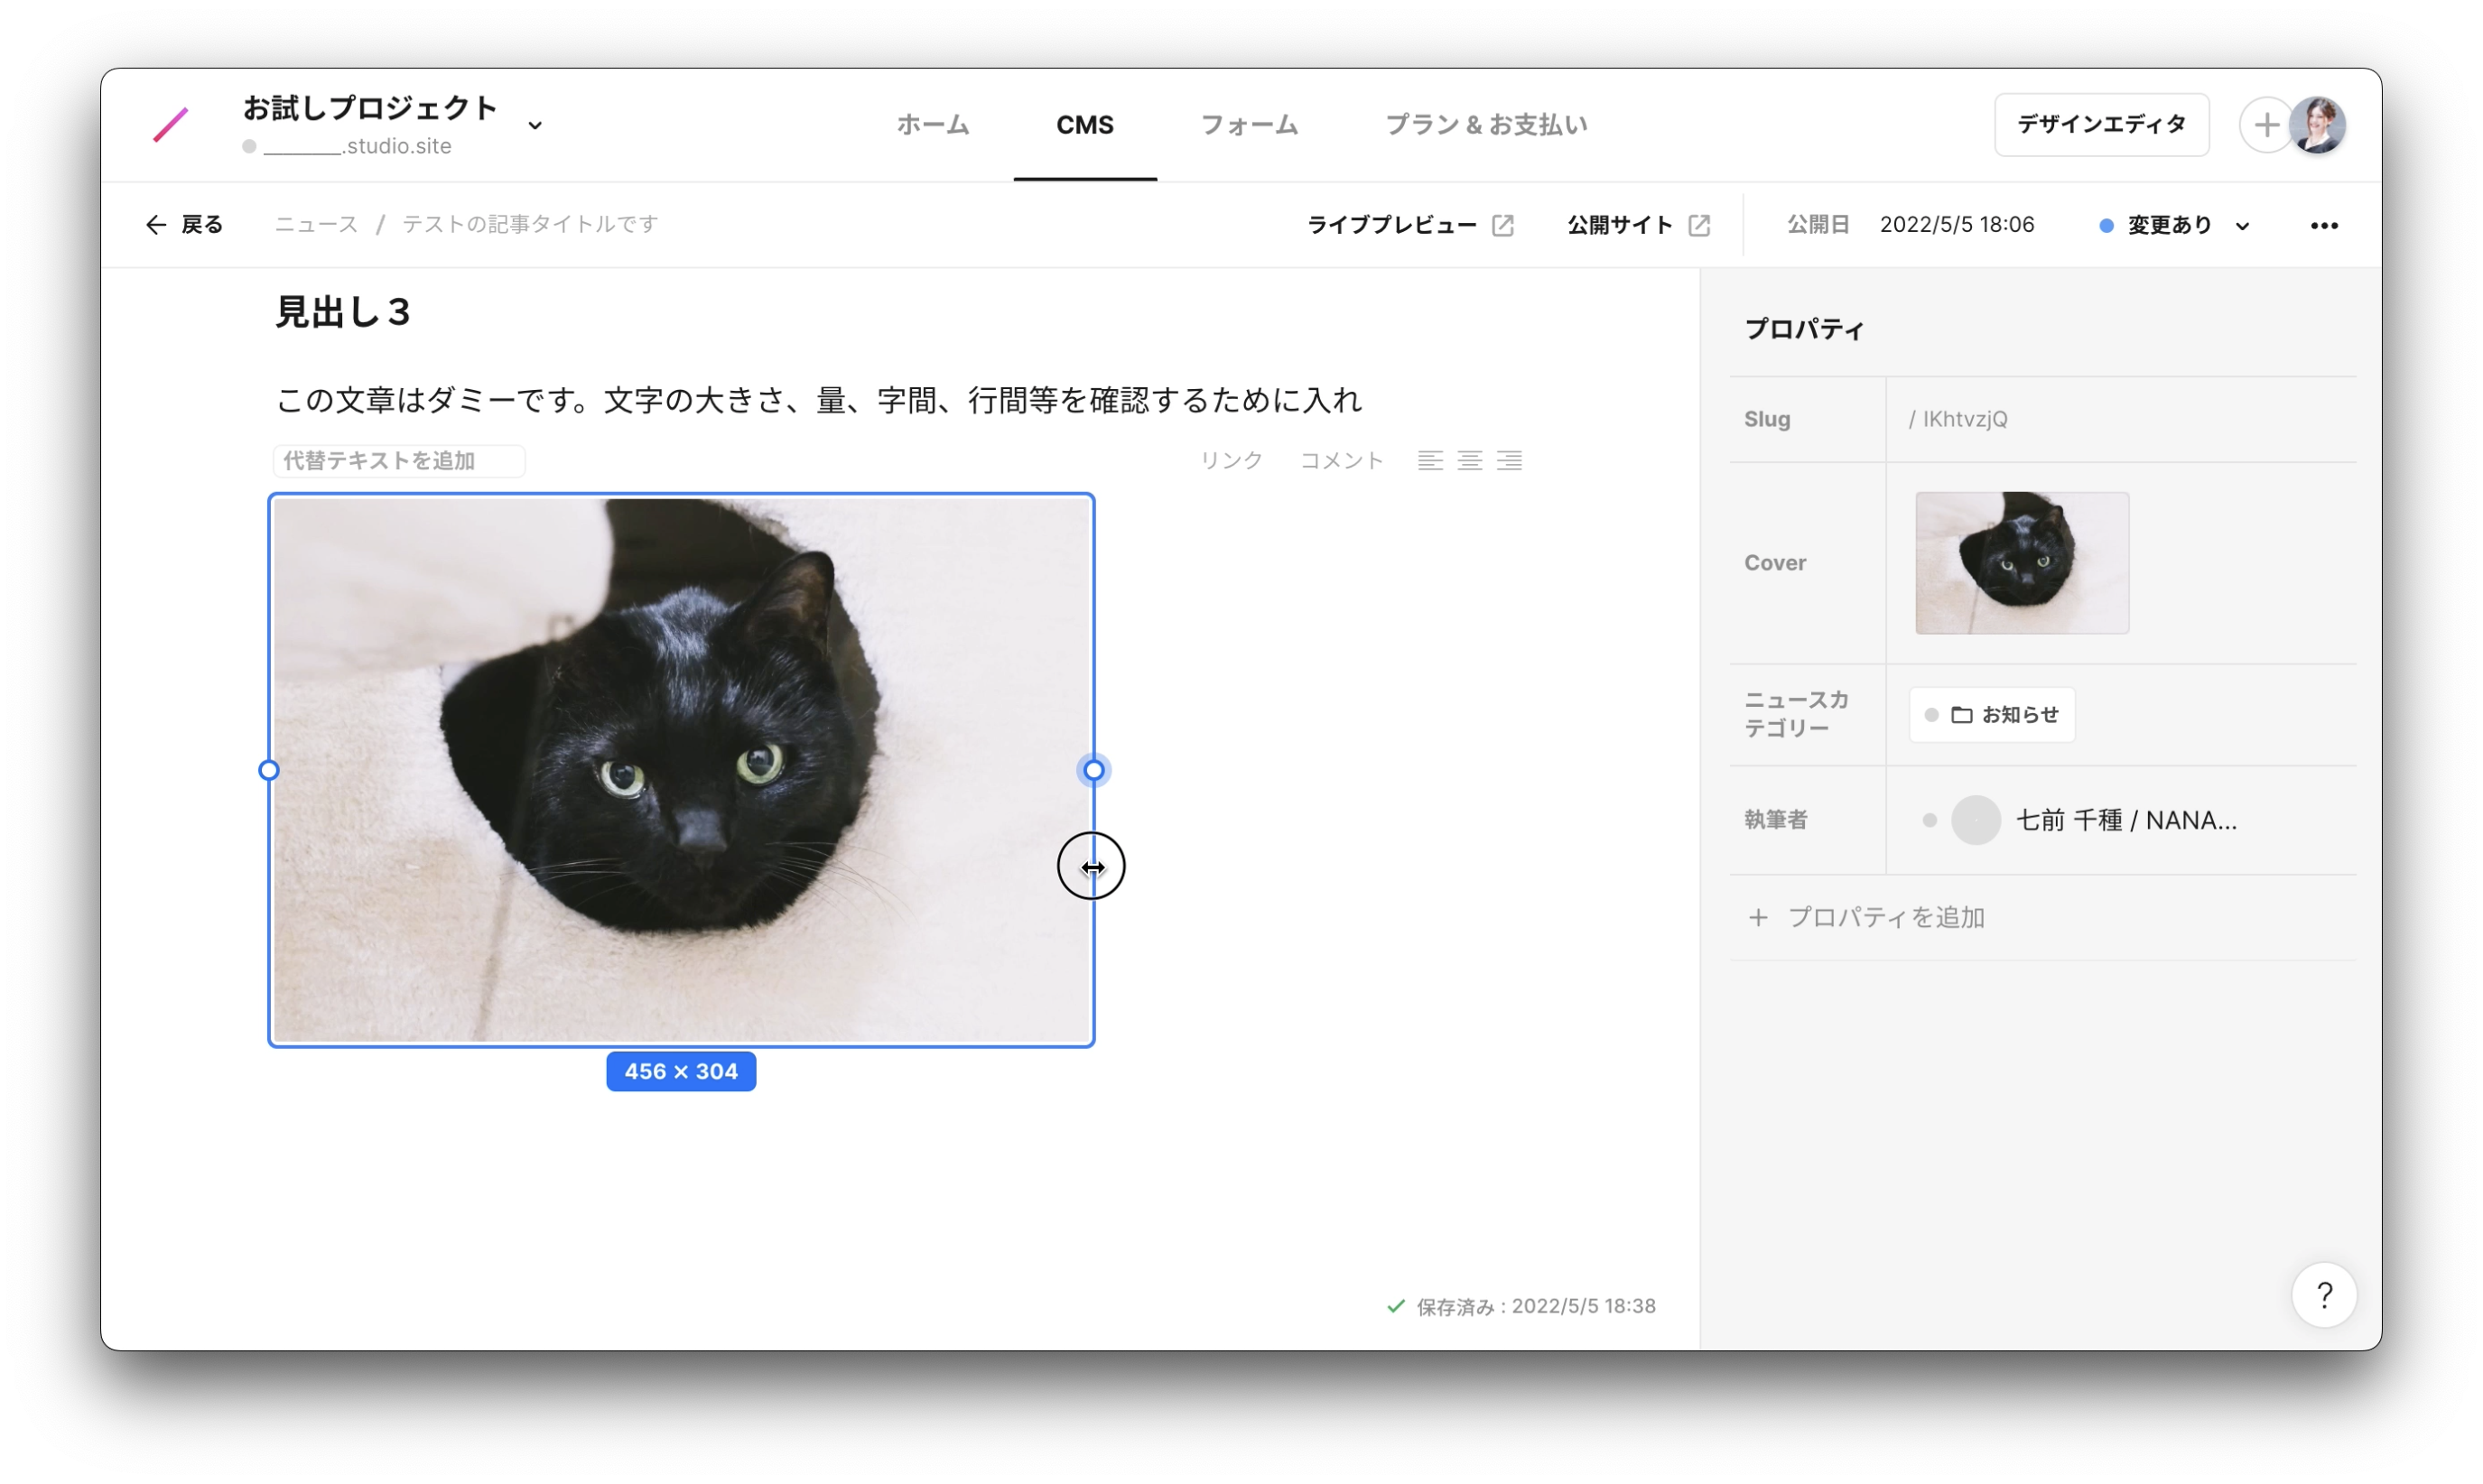 お試しプロジェクト
________.studio.site
ホーム
CMS
フォーム
プラン & お支払い
デザインエディタ
戻る
ニュース / テストの記事タイトルです
ライブプレビュー
公開サイト
公開日 2022/5/5 18:06
変更あり
見出し３
この文章はダミーです。文字の大きさ、量、字間、行間等を確認するために入れ
代替テキストを追加
リンク
コメント
456 × 304
保存済み : 2022/5/5 18:38
プロパティ
Slug
/ IKhtvzjQ
Cover
ニュースカ
テゴリー
お知らせ
執筆者
七前 千種 / NANA...
+ プロパティを追加
?